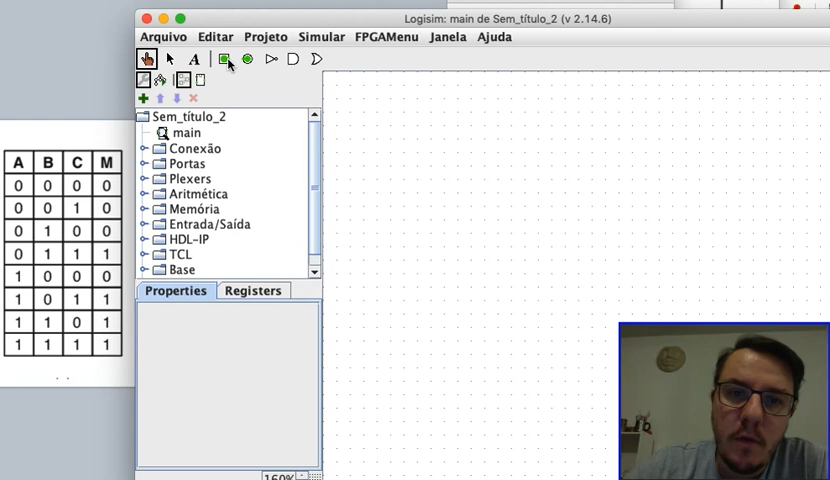 Logisim: main de Sem_título_2 (v 2.14.6)
Arquivo Editar Projeto Simular FPGAMenu Janela Ajuda
A
Sem_título_2
main
Conexão
Portas
Plexers
Aritmética
Memória
Entrada/Saída
HDL-IP
TCL
Base
Properties Registers
160%
A B C M
0 0 0 0
0 0 1 0
0 1 0 0
0 1 1 1
1 0 0 0
1 0 1 1
1 1 0 1
1 1 1 1